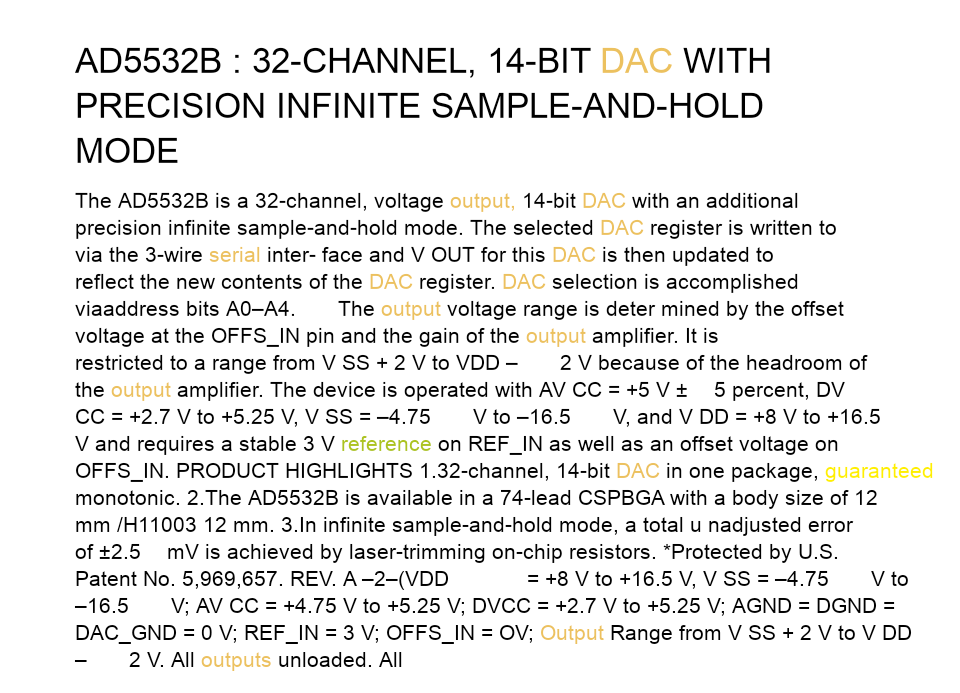 AD5532B : 32-CHANNEL, 14-BIT DAC WITH
PRECISION INFINITE SAMPLE-AND-HOLD
MODE
The AD5532B is a 32-channel, voltage output, 14-bit DAC with an additional
precision infinite sample-and-hold mode. The selected DAC register is written to
via the 3-wire serial inter- face and V OUT for this DAC is then updated to
reflect the new contents of the DAC register. DAC selection is accomplished
viaaddress bits A0–A4. The output voltage range is deter mined by the offset
voltage at the OFFS_IN pin and the gain of the output amplifier. It is
restricted to a range from V SS + 2 V to VDD – 2 V because of the headroom of
the output amplifier. The device is operated with AV CC = +5 V ± 5 percent, DV
CC = +2.7 V to +5.25 V, V SS = –4.75 V to –16.5 V, and V DD = +8 V to +16.5
V and requires a stable 3 V reference on REF_IN as well as an offset voltage on
OFFS_IN. PRODUCT HIGHLIGHTS 1.32-channel, 14-bit DAC in one package, guaranteed
monotonic. 2.The AD5532B is available in a 74-lead CSPBGA with a body size of 12
mm /H11003 12 mm. 3.In infinite sample-and-hold mode, a total u nadjusted error
of ±2.5 mV is achieved by laser-trimming on-chip resistors. *Protected by U.S.
Patent No. 5,969,657. REV. A –2–(VDD = +8 V to +16.5 V, V SS = –4.75 V to
–16.5 V; AV CC = +4.75 V to +5.25 V; DVCC = +2.7 V to +5.25 V; AGND = DGND =
DAC_GND = 0 V; REF_IN = 3 V; OFFS_IN = OV; Output Range from V SS + 2 V to V DD
– 2 V. All outputs unloaded. All